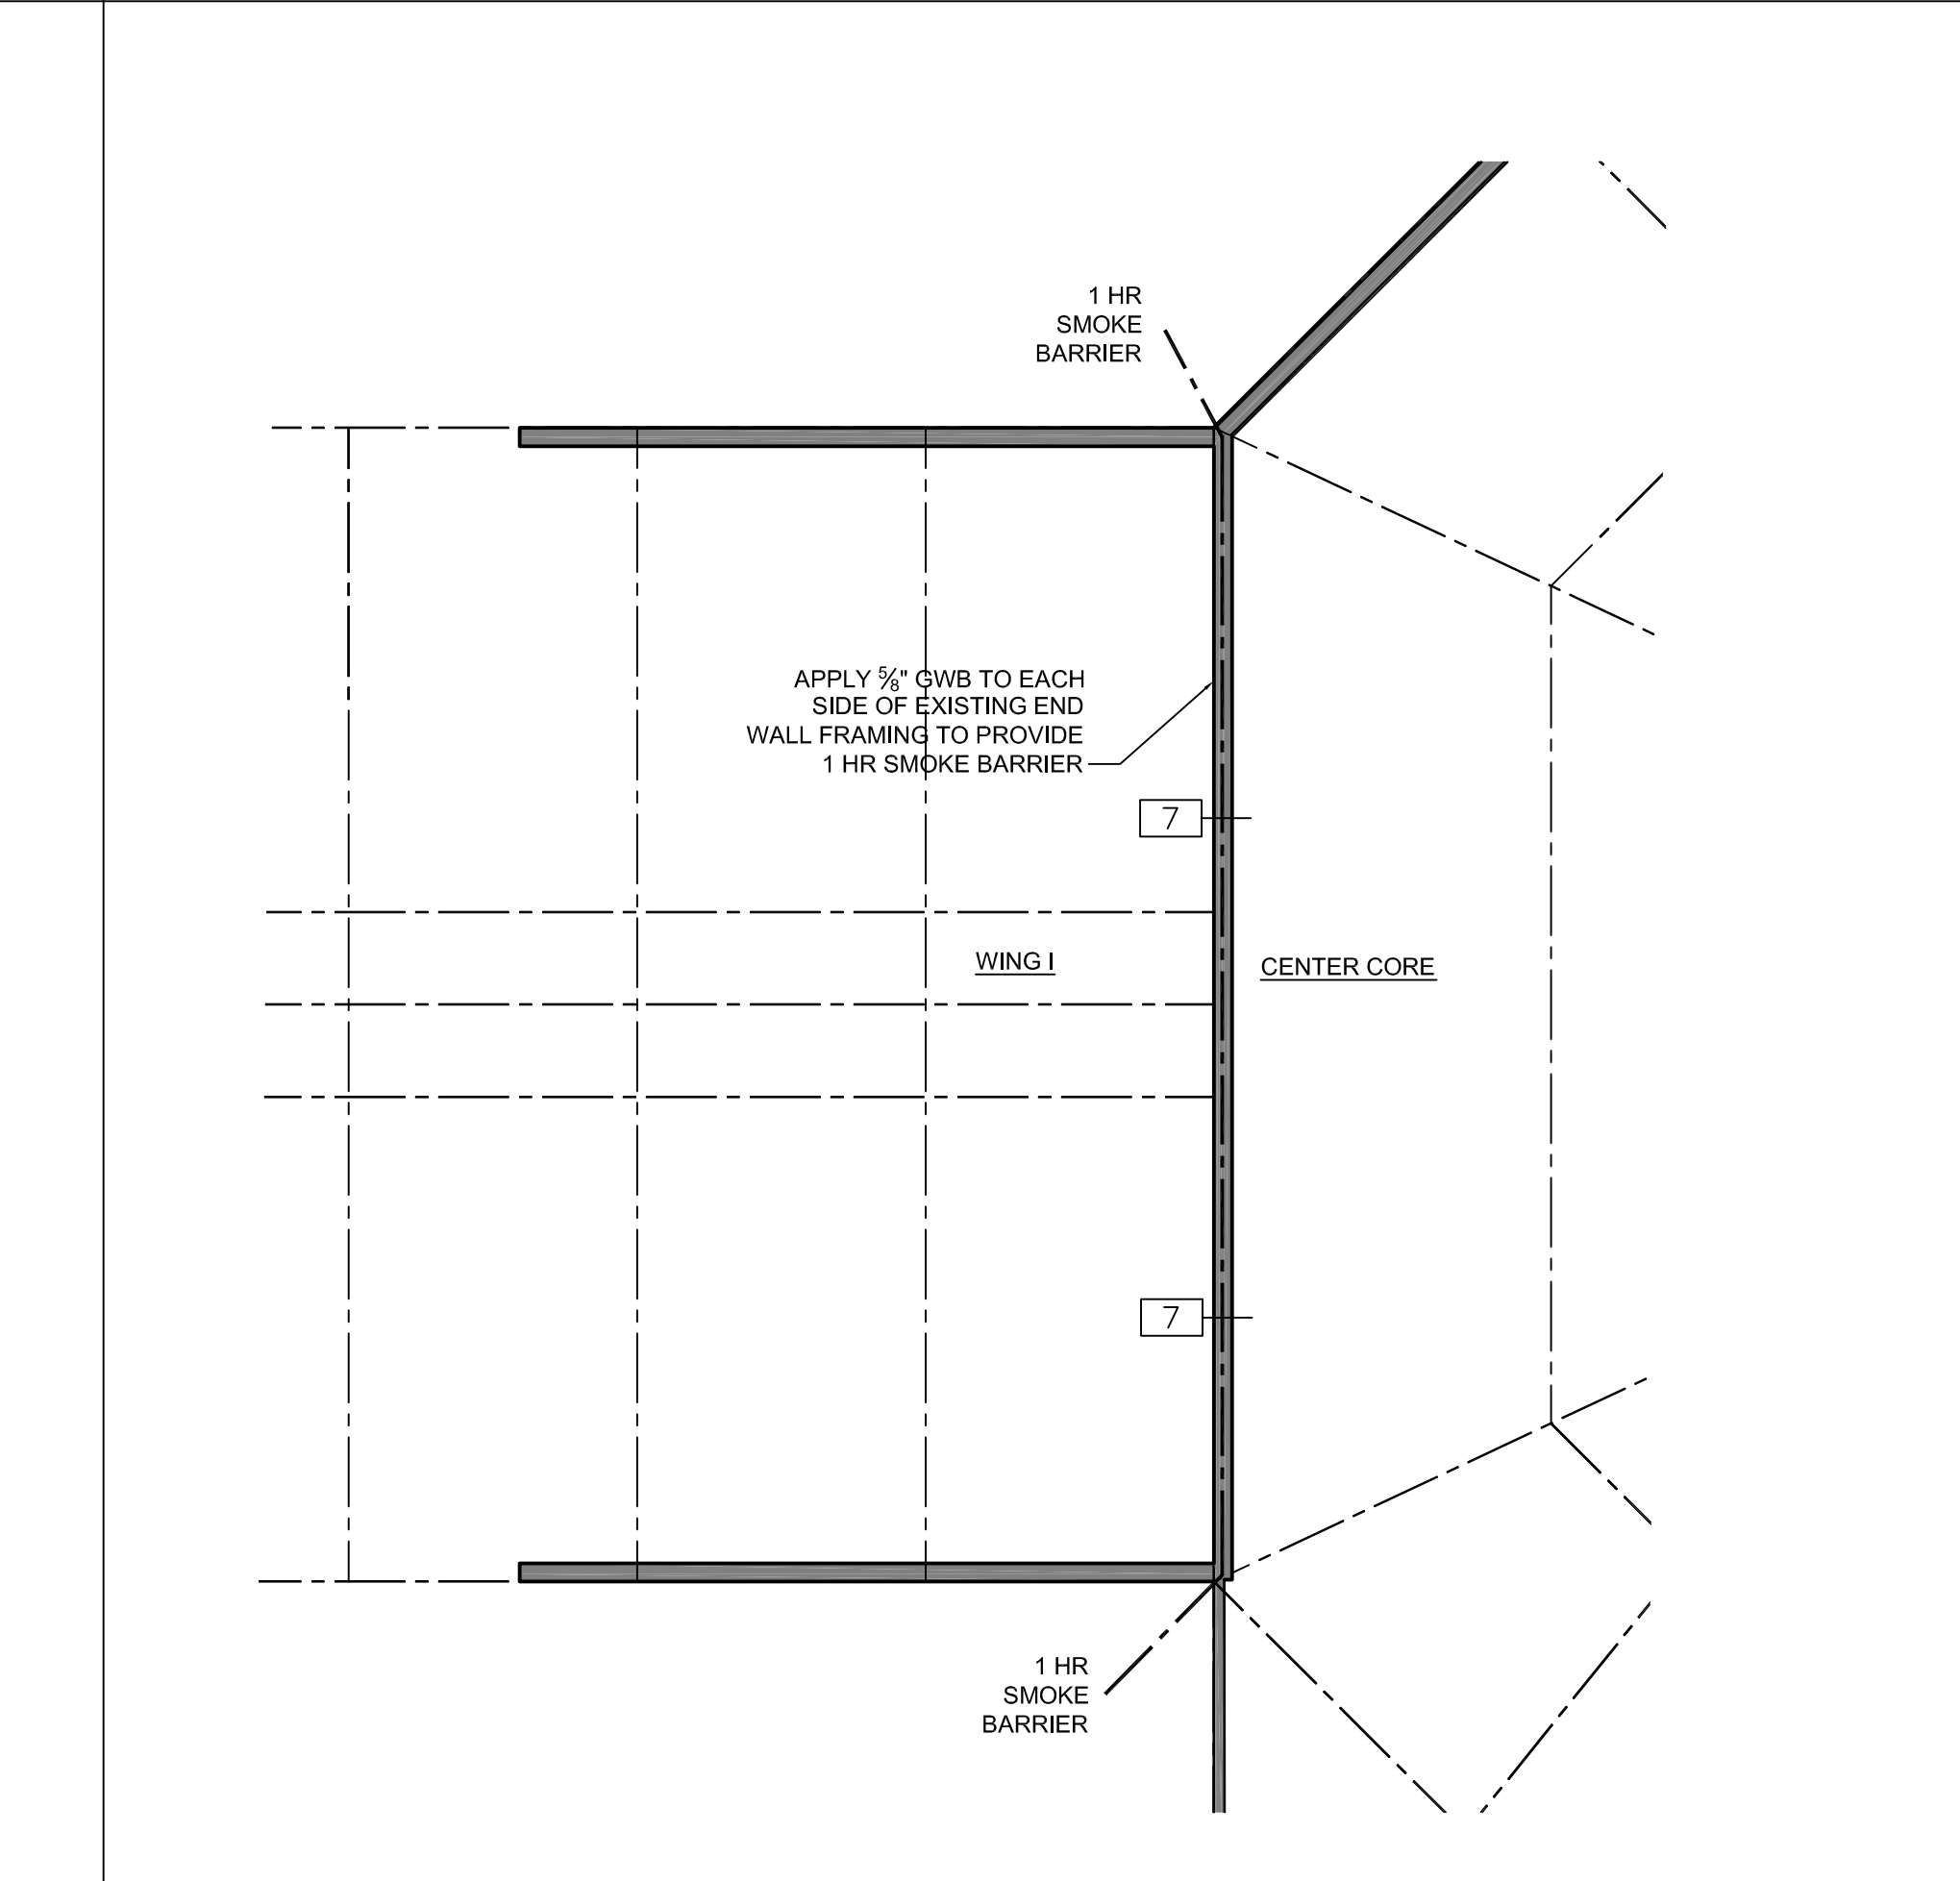 1 HR
SMOKE
BARRIER
APPLY 5⁄8" GWB TO EACH
SIDE OF EXISTING END
WALL FRAMING TO PROVIDE
1 HR SMOKE BARRIER
7
WING I
CENTER CORE
7
1 HR
SMOKE
BARRIER